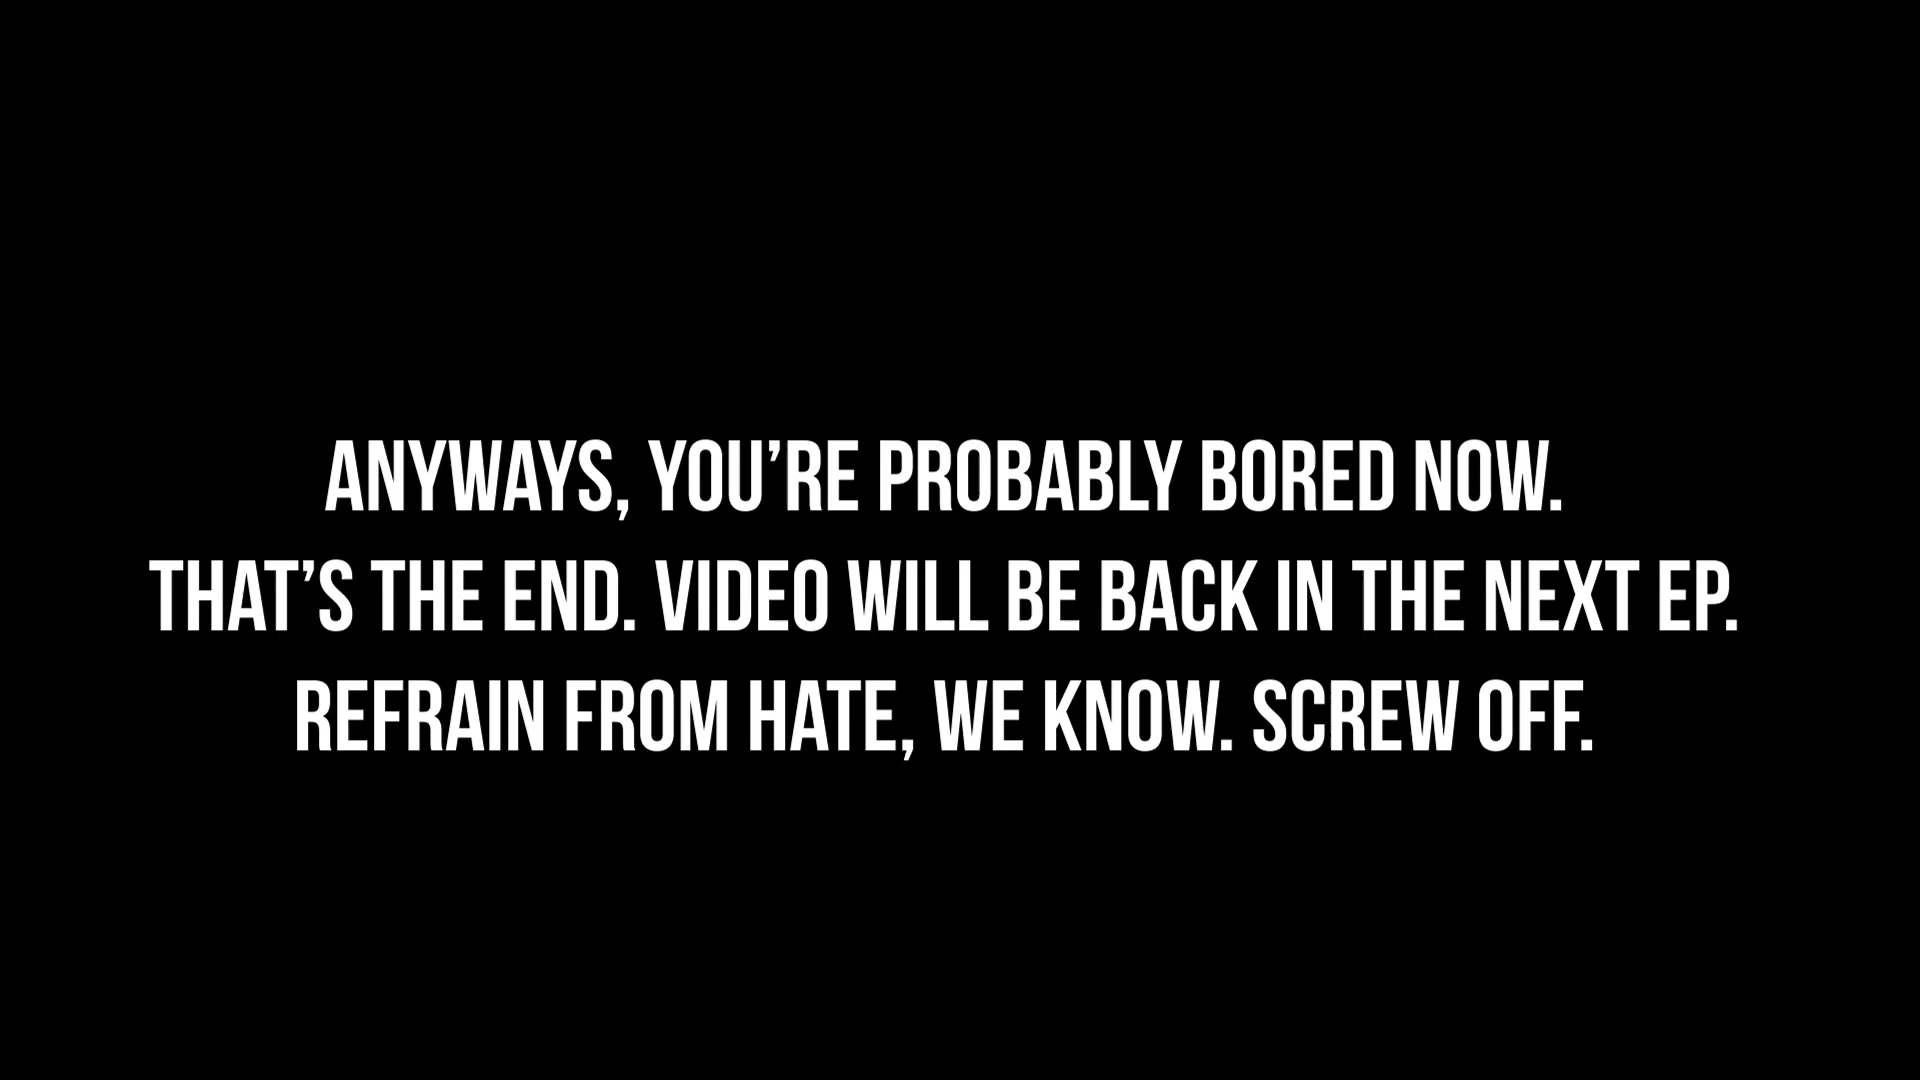 ANYWAYS, YOU’RE PROBABLY BORED NOW.
THAT’S THE END. VIDEO WILL BE BACK IN THE NEXT EP.
REFRAIN FROM HATE, WE KNOW. SCREW OFF.